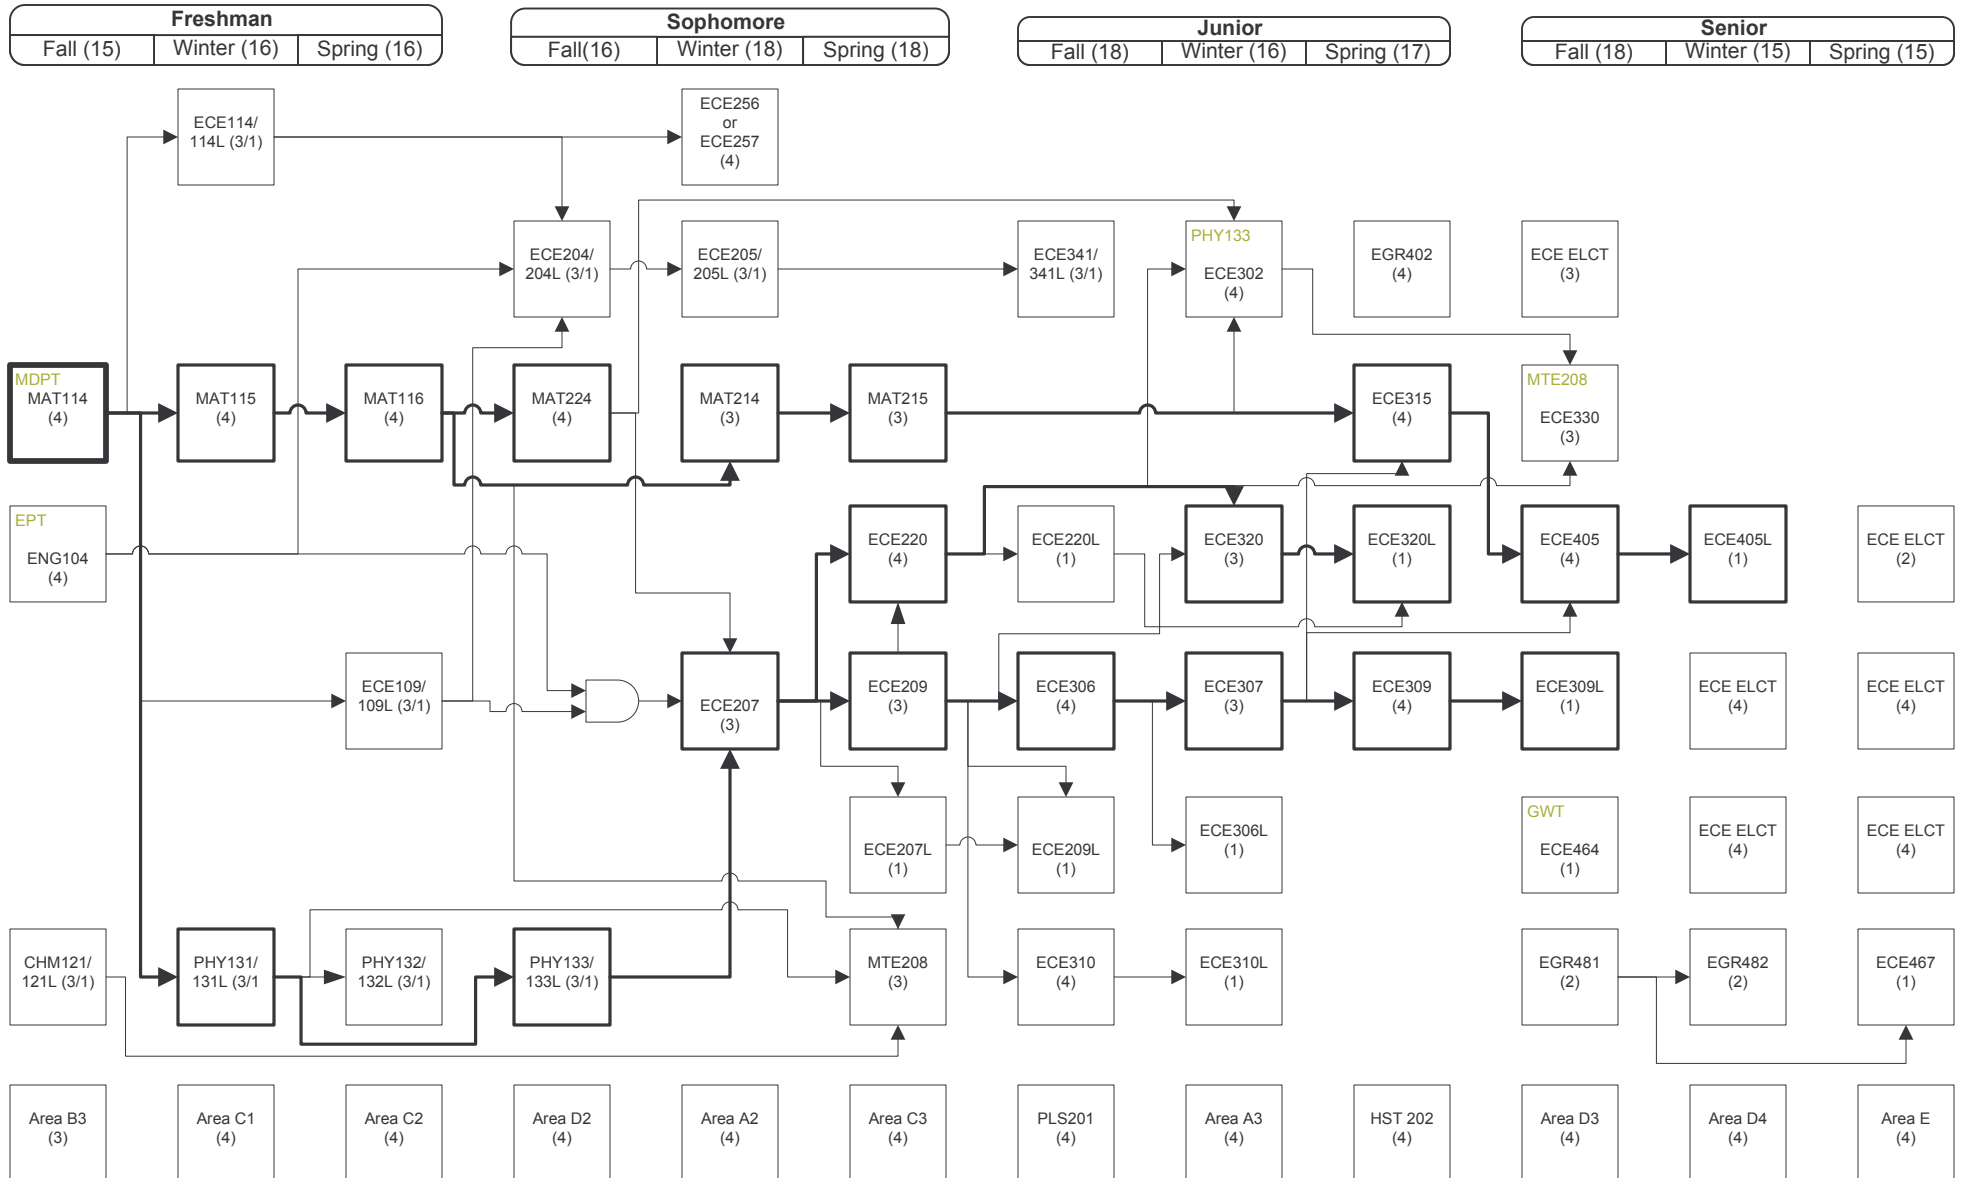 Freshman
Fall (15) Winter (16) Spring (16)
Sophomore
Fall(16) Winter (18) Spring (18)
Junior
Fall (18) Winter (16) Spring (17)
Senior
Fall (18) Winter (15) Spring (15)
ECE114/
114L (3/1)
ECE256
or
ECE257
(4)
ECE204/
204L (3/1)
ECE205/
205L (3/1)
ECE341/
341L (3/1)
PHY133
ECE302
(4)
EGR402
(4)
ECE ELCT
(3)
MDPT
MAT114
(4)
MAT115
(4)
MAT116
(4)
MAT224
(4)
MAT214
(3)
MAT215
(3)
ECE315
(4)
MTE208
ECE330
(3)
EPT
ENG104
(4)
ECE220
(4)
ECE220L
(1)
ECE320
(3)
ECE320L
(1)
ECE405
(4)
ECE405L
(1)
ECE ELCT
(2)
ECE109/
109L (3/1)
ECE207
(3)
ECE209
(3)
ECE306
(4)
ECE307
(3)
ECE309
(4)
ECE309L
(1)
ECE ELCT
(4)
ECE ELCT
(4)
ECE207L
(1)
ECE209L
(1)
ECE306L
(1)
GWT
ECE464
(1)
ECE ELCT
(4)
ECE ELCT
(4)
CHM121/
121L (3/1)
PHY131/
131L (3/1
PHY132/
132L (3/1)
PHY133/
133L (3/1)
MTE208
(3)
ECE310
(4)
ECE310L
(1)
EGR481
(2)
EGR482
(2)
ECE467
(1)
Area B3
(3)
Area C1
(4)
Area C2
(4)
Area D2
(4)
Area A2
(4)
Area C3
(4)
PLS201
(4)
Area A3
(4)
HST 202
(4)
Area D3
(4)
Area D4
(4)
Area E
(4)